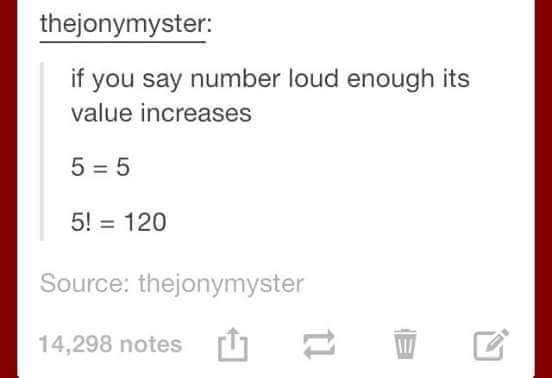 thejonymyster:
if you say number loud enough its
value increases
5 = 5
5! = 120
Source: thejonymyster
14,298 notes